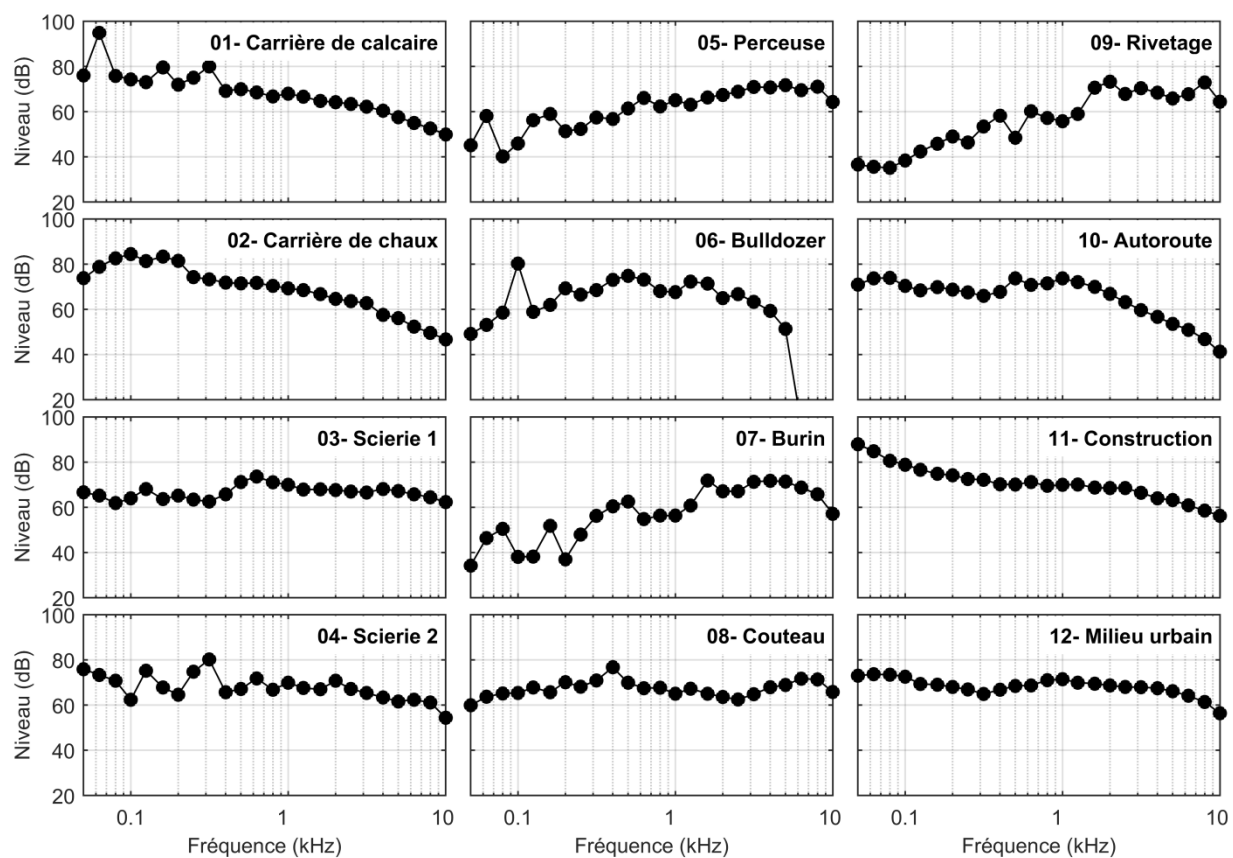 100
80
60
40
20
Niveau (dB)
01- Carrière de calcaire
05- Perceuse
09- Rivetage
100
80
60
40
20
Niveau (dB)
02- Carrière de chaux
06- Bulldozer
10- Autoroute
100
80
60
40
20
Niveau (dB)
03- Scierie 1
07- Burin
11- Construction
100
80
60
40
20
Niveau (dB)
04- Scierie 2
08- Couteau
12- Milieu urbain
0.1 1 10
0.1 1 10
0.1 1 10
Fréquence (kHz)
Fréquence (kHz)
Fréquence (kHz)